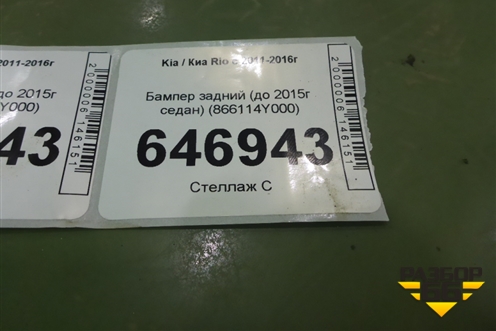 2011-2016г
(до 2015г
Y000)
43
2000006146151
Kia / Киа Rio с 2011-2016г
Бампер задний (до 2015г
седан) (866114Y000)
646943
Стеллаж С
2000006146151
РАЗБОР